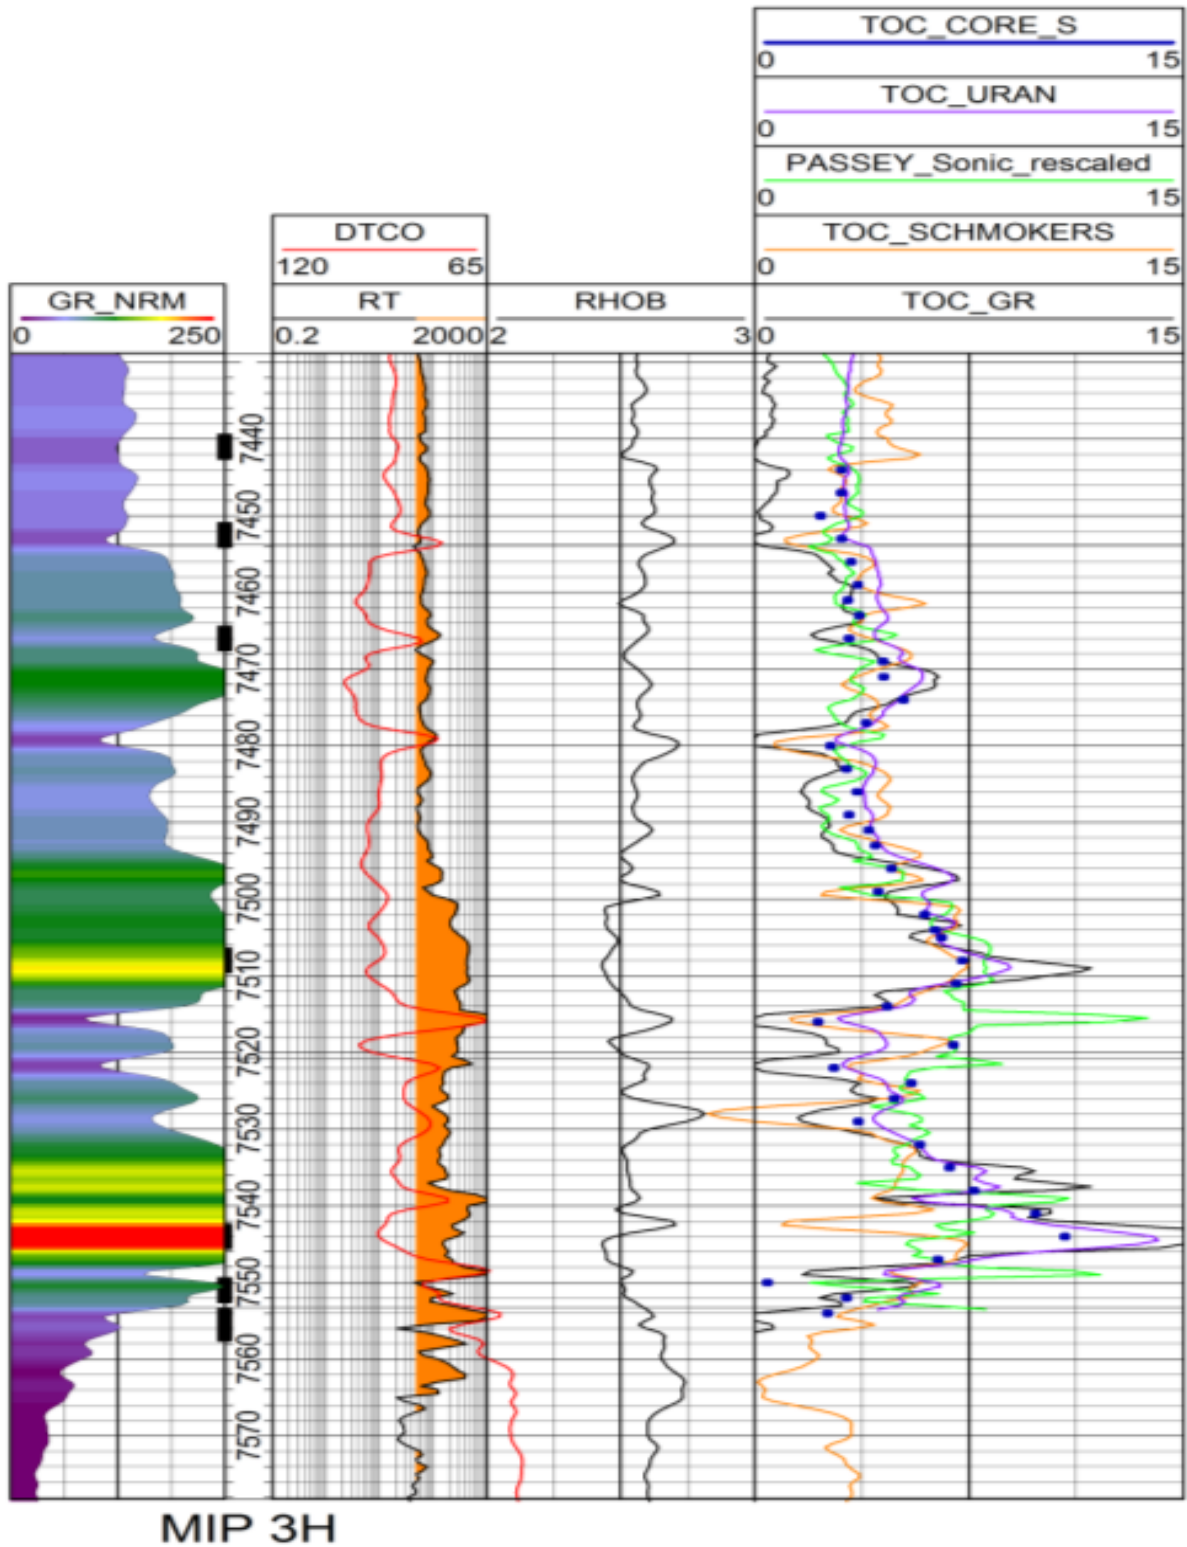 TOC_CORE_S
0 15
TOC_URAN
0 15
PASSEY_Sonic_rescaled
0 15
DTCO TOC_SCHMOKERS
120 65 0 15
GR_NRM RT RHOB TOC_GR
0 250 0.2 2000 2 3 0 15
7440
7450
7460
7470
7480
7490
7500
7510
7520
7530
7540
7550
7560
7570
MIP 3H